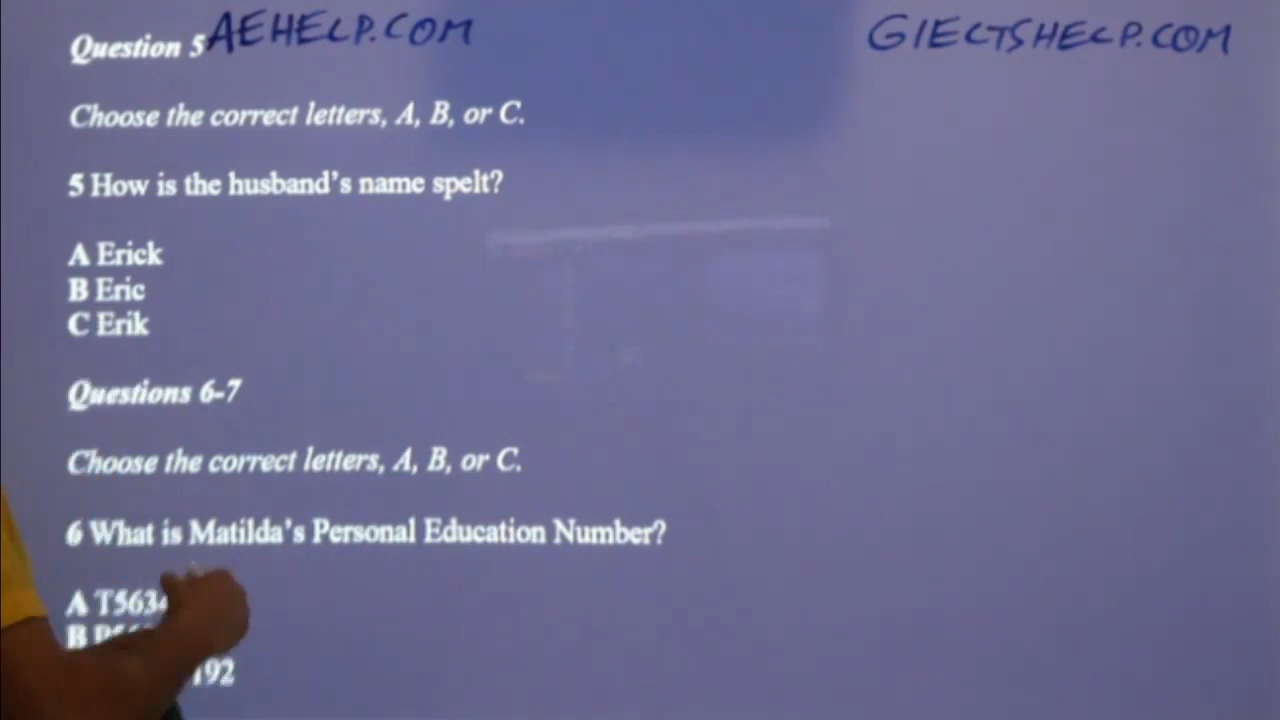 Question 5 AEHELP.COM
GIELTSHELP.COM
Choose the correct letters, A, B, or C.
5 How is the husband's name spelt?
A Erick
B Eric
C Erik
Questions 6-7
Choose the correct letters, A, B, or C.
6 What is Matilda's Personal Education Number?
A
B